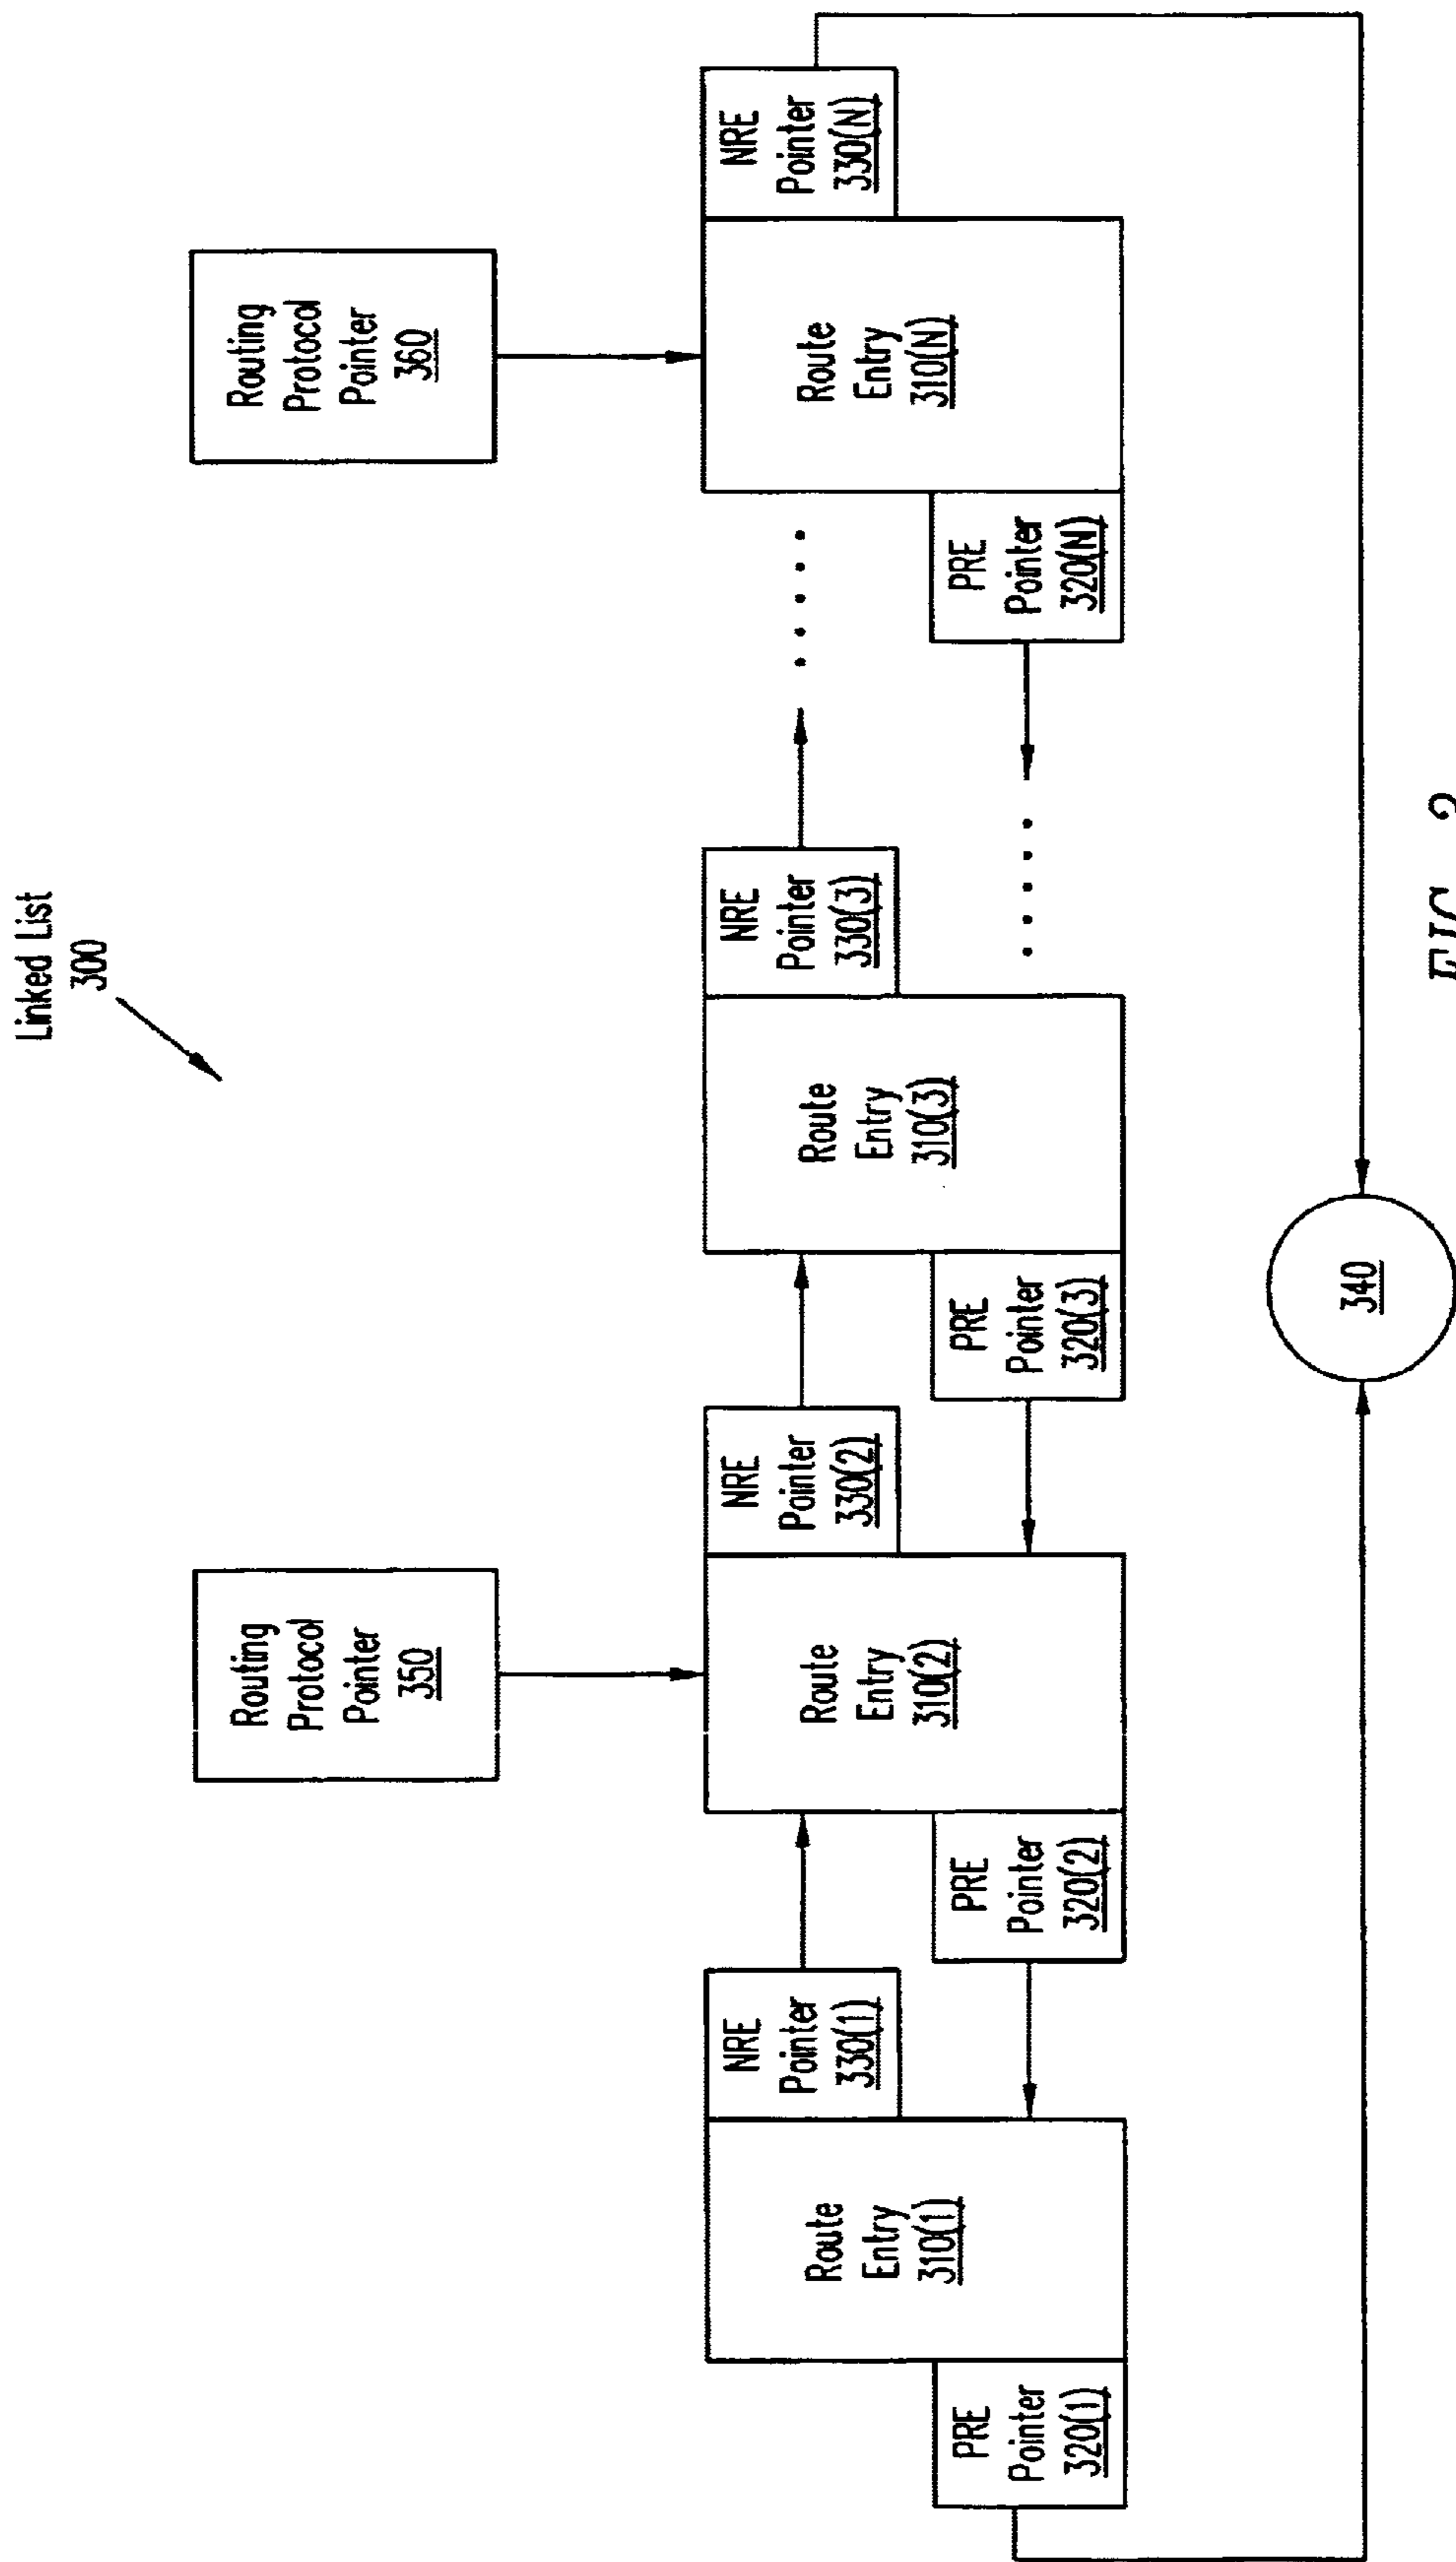 Linked List
300
Routing
Protocol
Pointer
350
Routing
Protocol
Pointer
360
NRE
Pointer
330(1)
NRE
Pointer
330(2)
NRE
Pointer
330(3)
NRE
Pointer
330(N)
Route
Entry
310(1)
Route
Entry
310(2)
Route
Entry
310(3)
Route
Entry
310(N)
PRE
Pointer
320(1)
PRE
Pointer
320(2)
PRE
Pointer
320(3)
PRE
Pointer
320(N)
340
FIG.